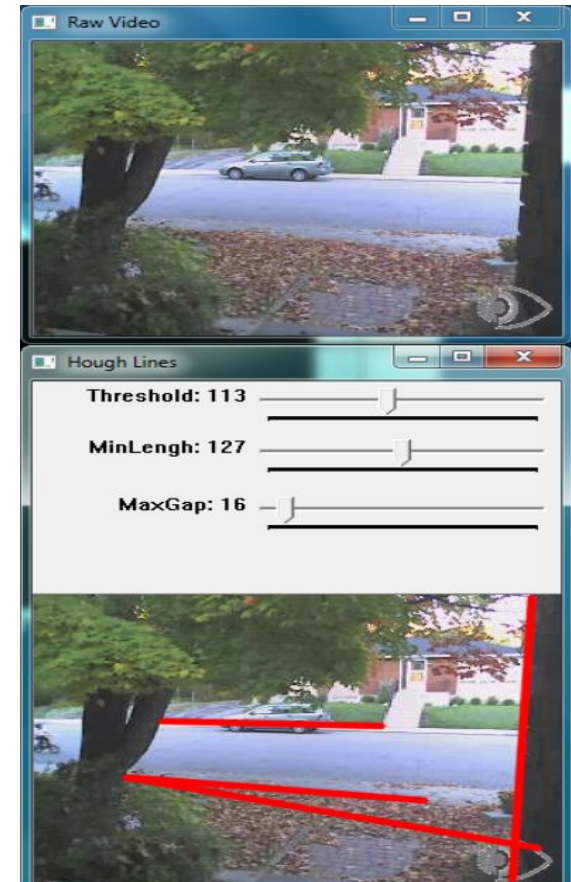 Raw Video
Hough Lines
Threshold: 113
MinLengh: 127
MaxGap: 16